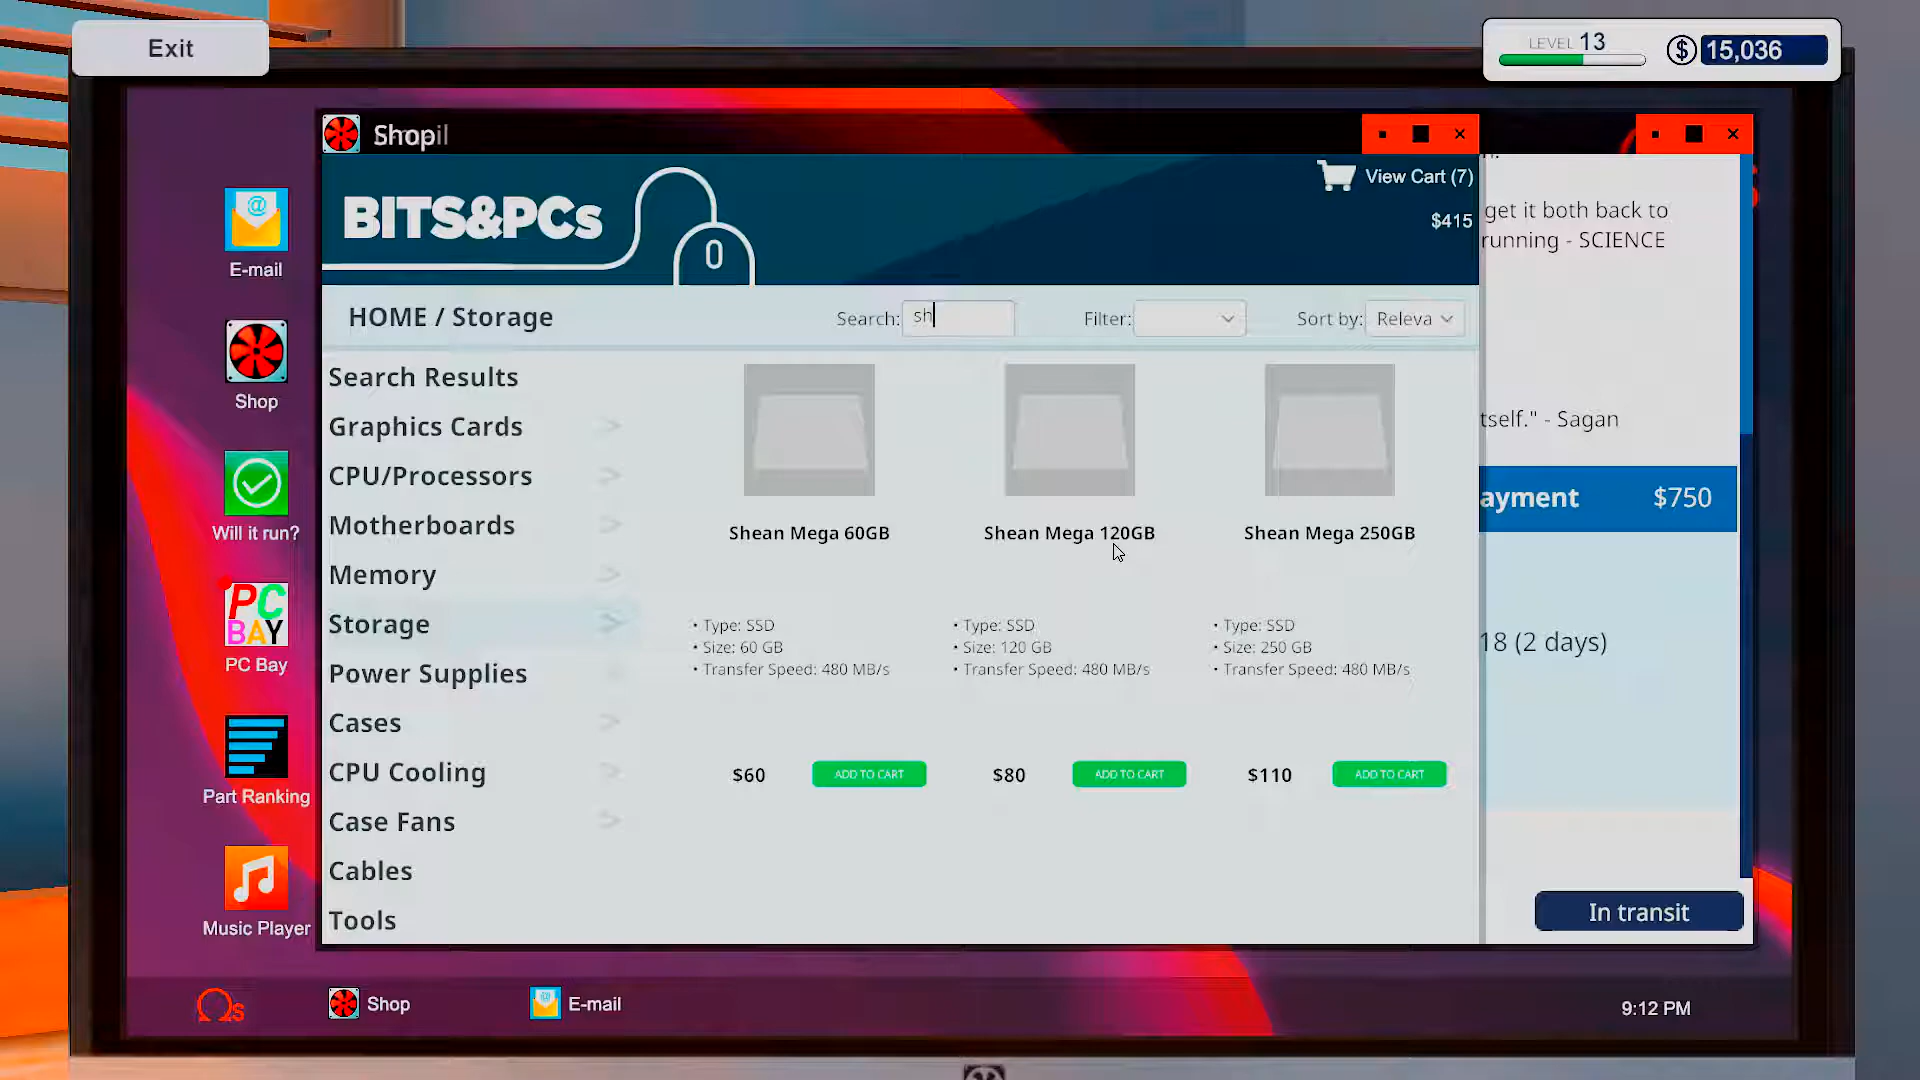 Exit
LEVEL 13
$ 15,036
Shop
View Cart (7)
$415
BITS&PCs
HOME / Storage
Search: sh
Filter:
Sort by: Releva
Search Results
Graphics Cards >
CPU/Processors >
Motherboards >
Memory >
Storage >
Power Supplies >
Cases >
CPU Cooling >
Case Fans >
Cables
Tools
Shean Mega 60GB
• Type: SSD
• Size: 60 GB
• Transfer Speed: 480 MB/s
$60
ADD TO CART
Shean Mega 120GB
• Type: SSD
• Size: 120 GB
• Transfer Speed: 480 MB/s
$80
ADD TO CART
Shean Mega 250GB
• Type: SSD
• Size: 250 GB
• Transfer Speed: 480 MB/s
$110
ADD TO CART
get it both back to
running - SCIENCE
tself." - Sagan
ayment $750
18 (2 days)
In transit
E-mail
Shop
Will it run?
PC BAY
PC Bay
Part Ranking
Music Player
Ωs
Shop
E-mail
9:12 PM